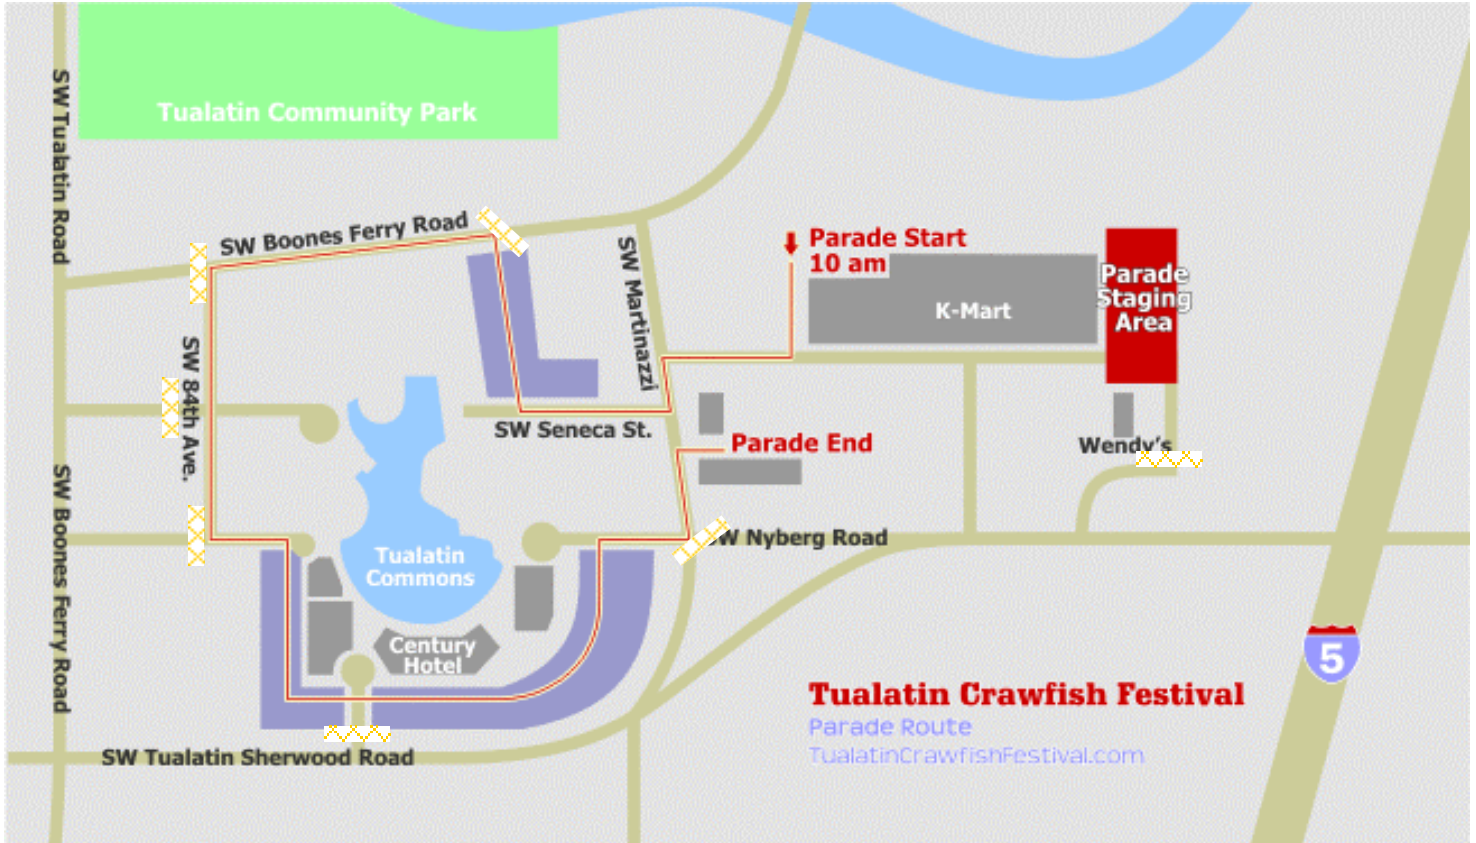 Tualatin Community Park
SW Tualatin Road
SW Boones Ferry Road
SW Martinazzi
Parade Start
10 am
K-Mart
Parade
Staging
Area
SW 84th Ave.
SW Seneca St.
Parade End
Wendy's
SW Boones Ferry Road
SW Nyberg Road
Tualatin
Commons
Century
Hotel
5
Tualatin Crawfish Festival
Parade Route
TualatinCrawfishFestival.com
SW Tualatin Sherwood Road